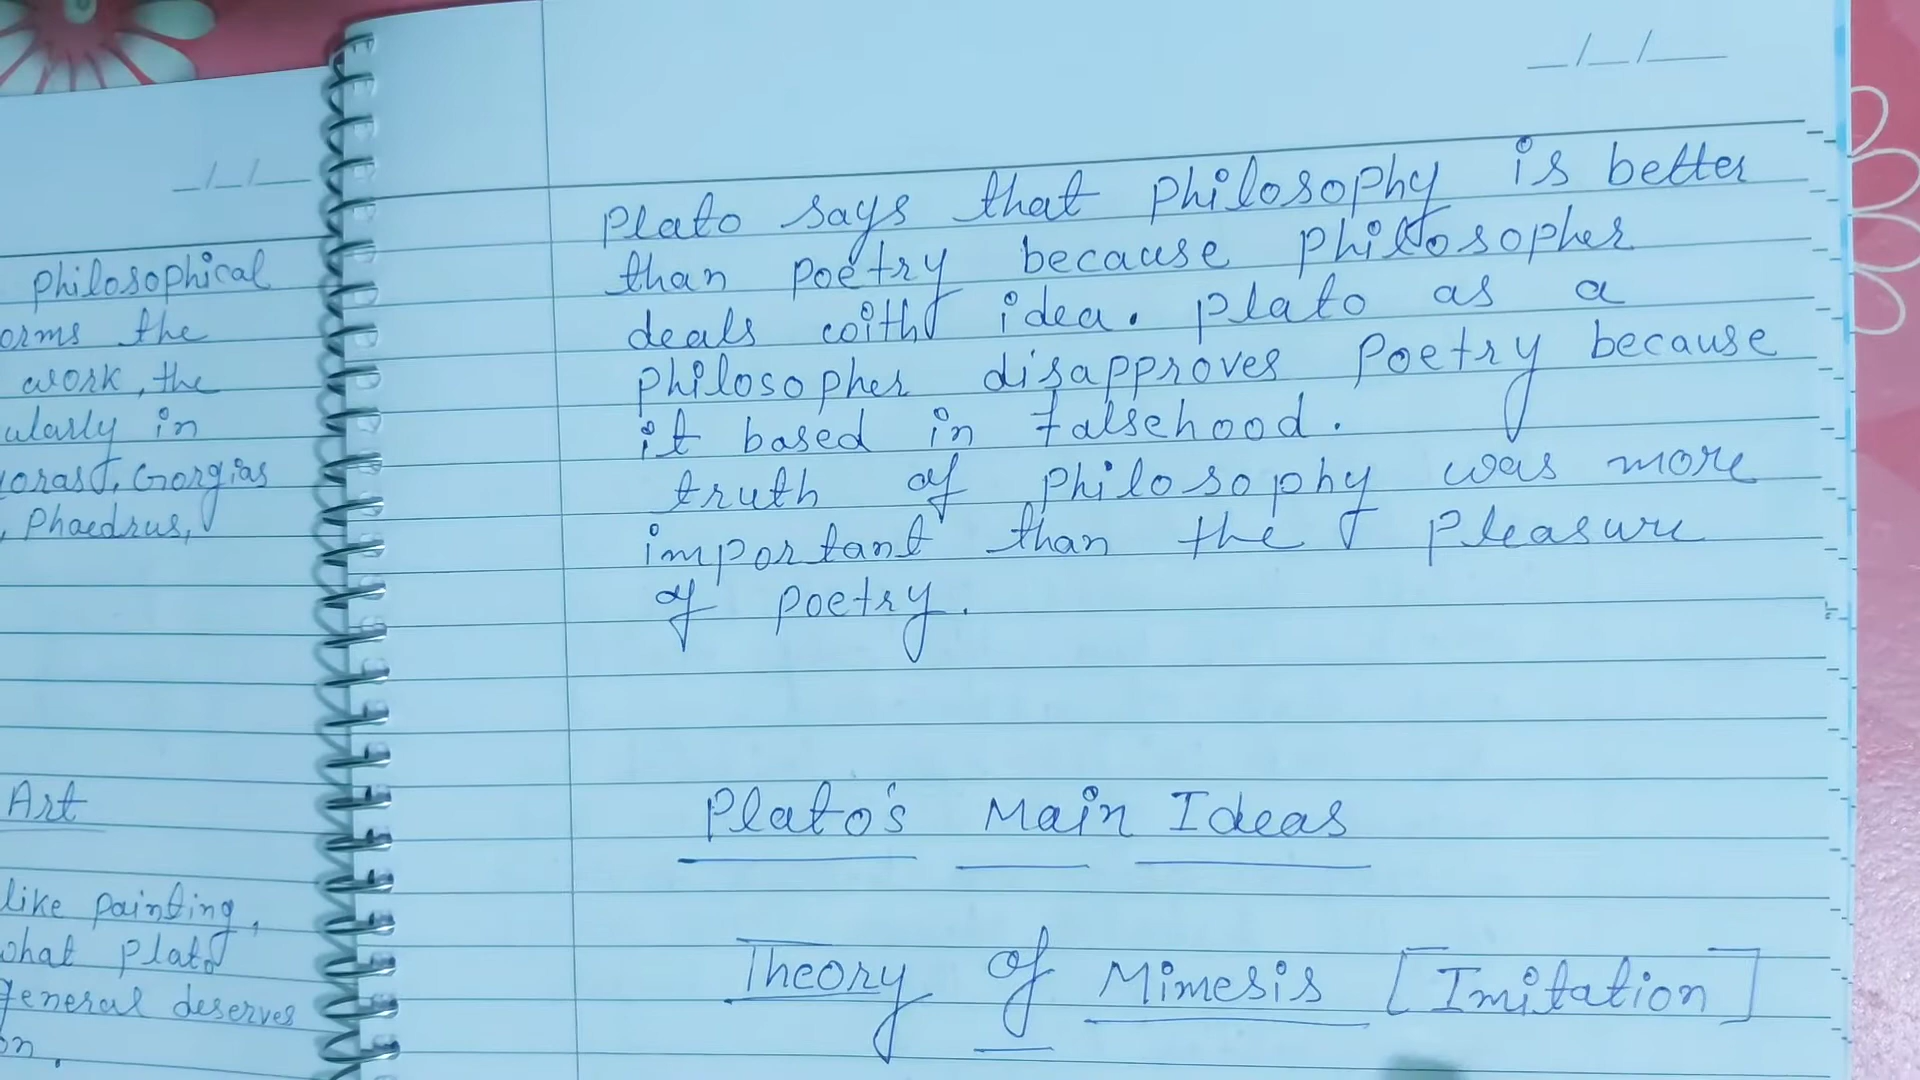 philosophical
orms the
work, the
ularly in
oras, Gorgias
, Phaedrus,
Art
like painting,
what Plato
general deserves
on.
Plato says that philosophy is better
than poetry because philosopher
deals with idea. Plato as a
philosopher disapproves poetry because
it based in falsehood.
truth of philosophy was more
important than the pleasure
of poetry.
Plato's Main Ideas
Theory of Mimesis [Imitation]